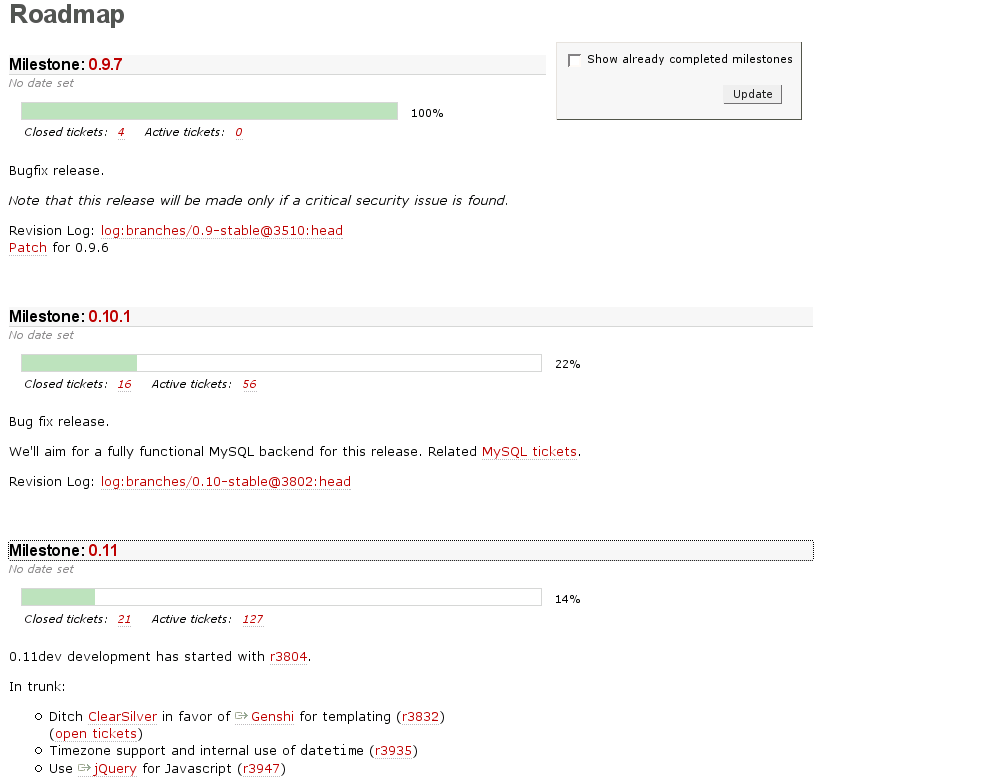 Roadmap
Milestone: 0.9.7
No date set
100%
Closed tickets: 4 Active tickets: 0
Show already completed milestones
Update
Bugfix release.
Note that this release will be made only if a critical security issue is found.
Revision Log: log:branches/0.9-stable@3510:head
Patch for 0.9.6
Milestone: 0.10.1
No date set
22%
Closed tickets: 16 Active tickets: 56
Bug fix release.
We'll aim for a fully functional MySQL backend for this release. Related MySQL tickets.
Revision Log: log:branches/0.10-stable@3802:head
Milestone: 0.11
No date set
14%
Closed tickets: 21 Active tickets: 127
0.11dev development has started with r3804.
In trunk:
Ditch ClearSilver in favor of Genshi for templating (r3832)
(open tickets)
Timezone support and internal use of datetime (r3935)
Use jQuery for Javascript (r3947)